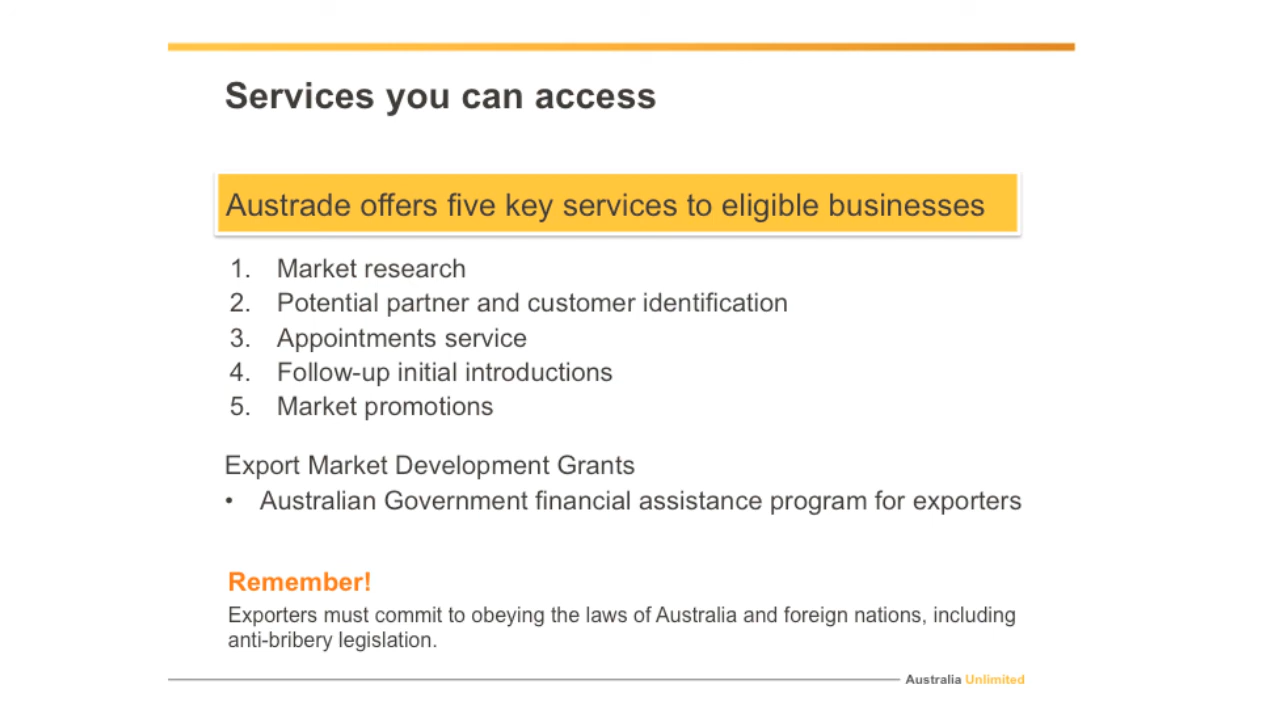 Services you can access
Austrade offers five key services to eligible businesses
1. Market research
2. Potential partner and customer identification
3. Appointments service
4. Follow-up initial introductions
5. Market promotions
Export Market Development Grants
• Australian Government financial assistance program for exporters
Remember!
Exporters must commit to obeying the laws of Australia and foreign nations, including
anti-bribery legislation.
Australia Unlimited